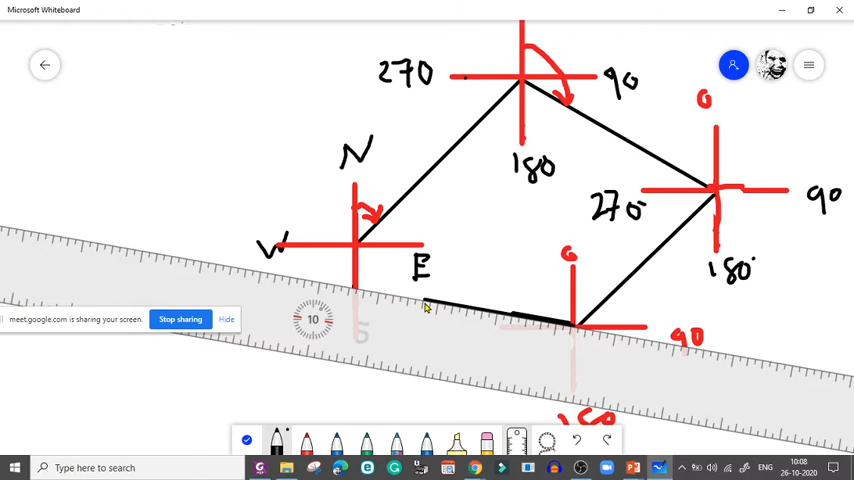 Microsoft Whiteboard
270
90
0
180
N
270
90
W
E
180
0
meet.google.com is sharing your screen.
Stop sharing
Hide
10
S
90
180
Type here to search
ENG
10:08
26-10-2020